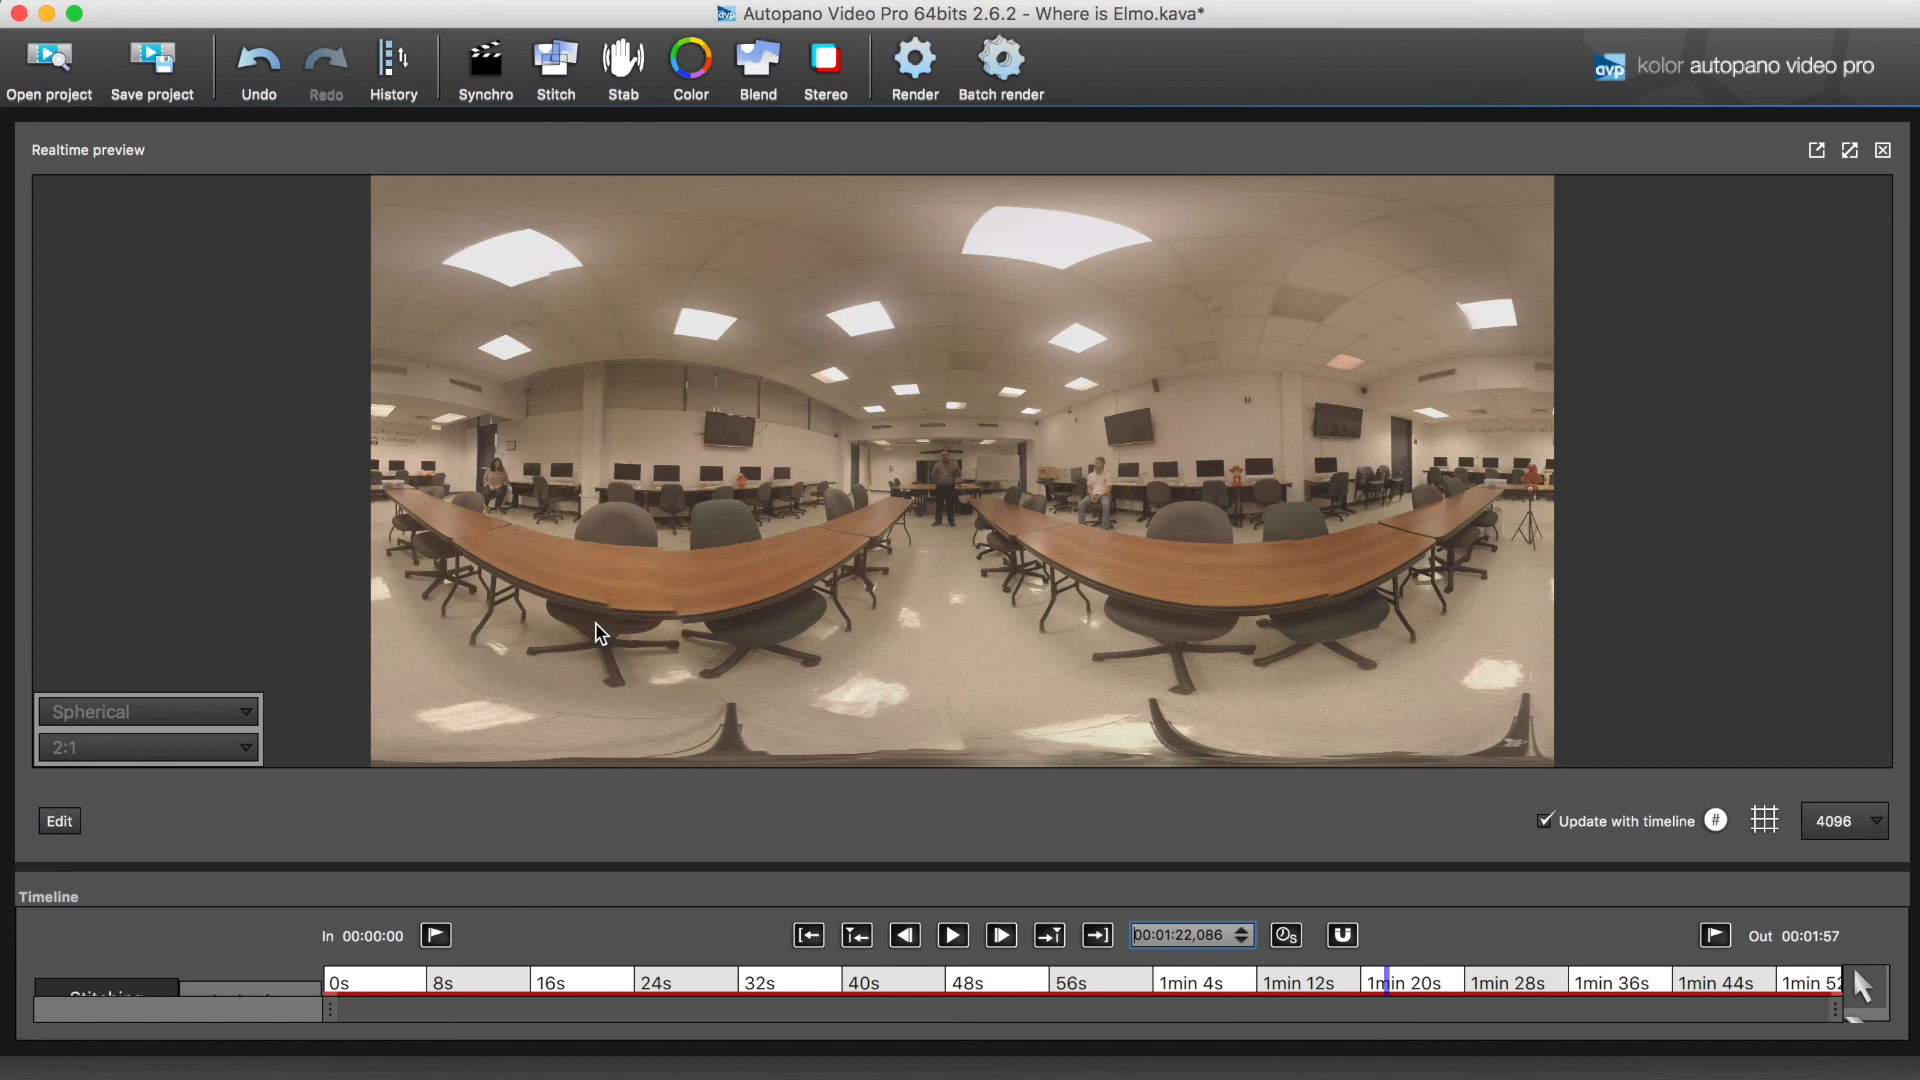 Autopano Video Pro 64bits 2.6.2 - Where is Elmo.kava*
Open project
Save project
Undo
Redo
History
Synchro
Stitch
Stab
Color
Blend
Stereo
Render
Batch render
avp kolor autopano video pro
Realtime preview
Spherical
2:1
Edit
Update with timeline #
4096
Timeline
In 00:00:00
00:01:22,086
Out 00:01:57
0s 8s 16s 24s 32s 40s 48s 56s 1min 4s 1min 12s 1min 20s 1min 28s 1min 36s 1min 44s 1min 52